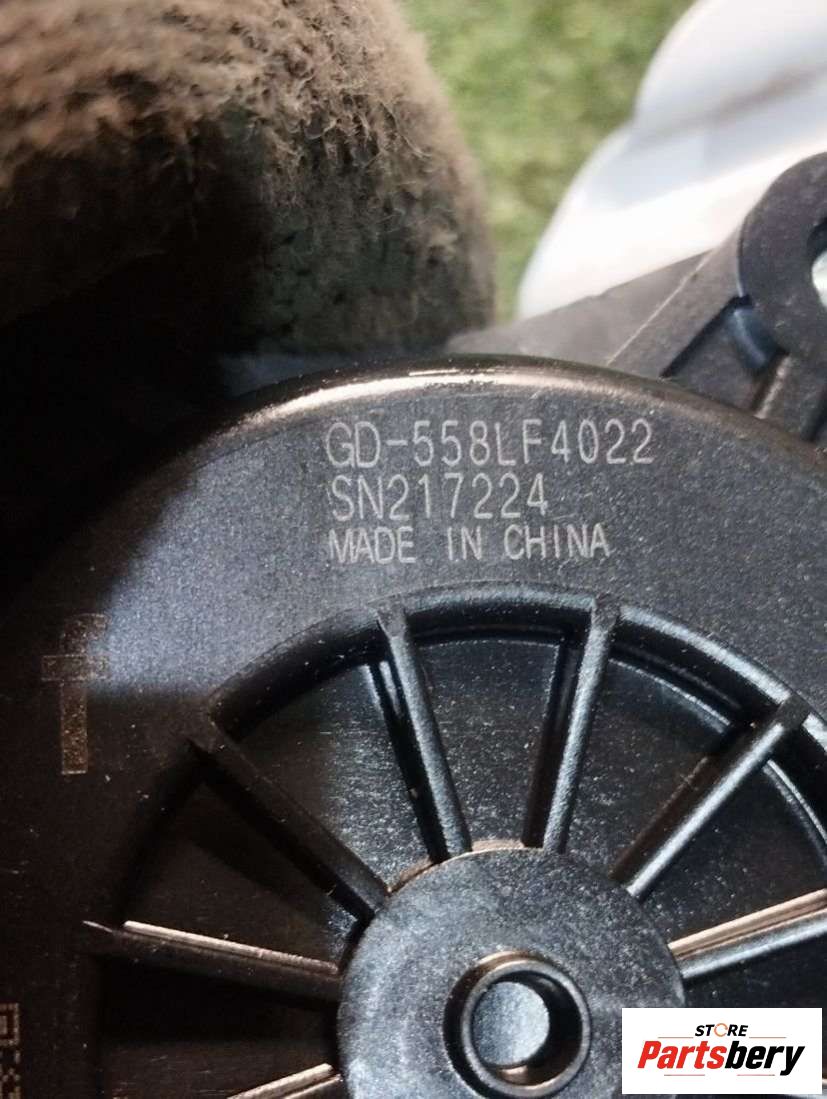 GD-558LF4022
SN217224
MADE IN CHINA
STORE
Partsbery